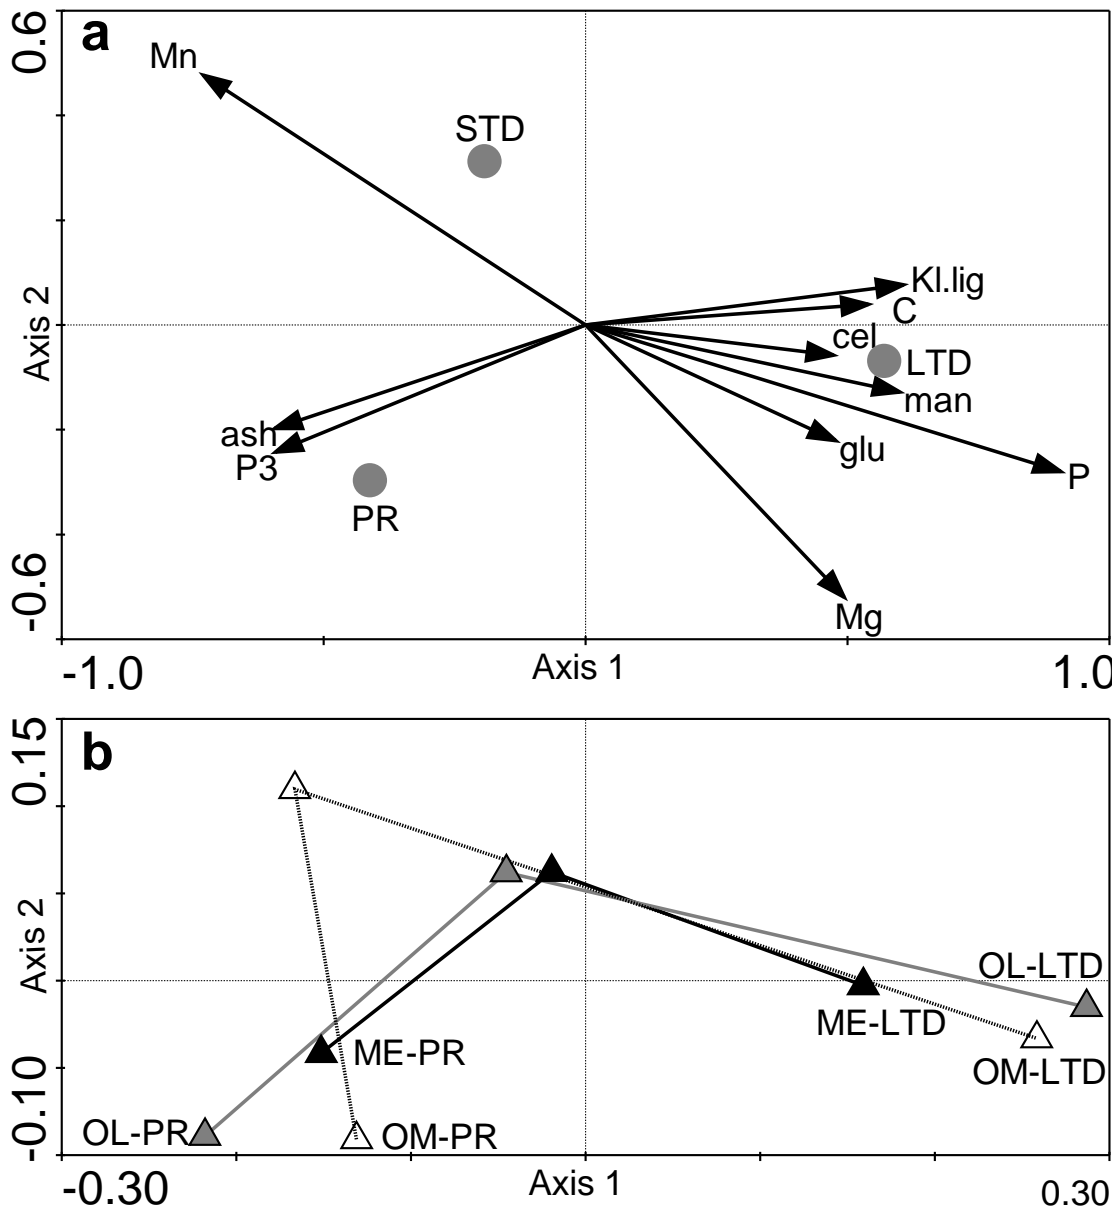 a
0.6
Mn
STD
Kl.lig
C
cel
LTD
man
ash
glu
P3
P
PR
Mg
Axis 2
-0.6
-1.0
Axis 1
1.0
b
0.15
OL-LTD
ME-LTD
ME-PR
OM-LTD
OL-PR
OM-PR
Axis 2
-0.10
-0.30
Axis 1
0.30